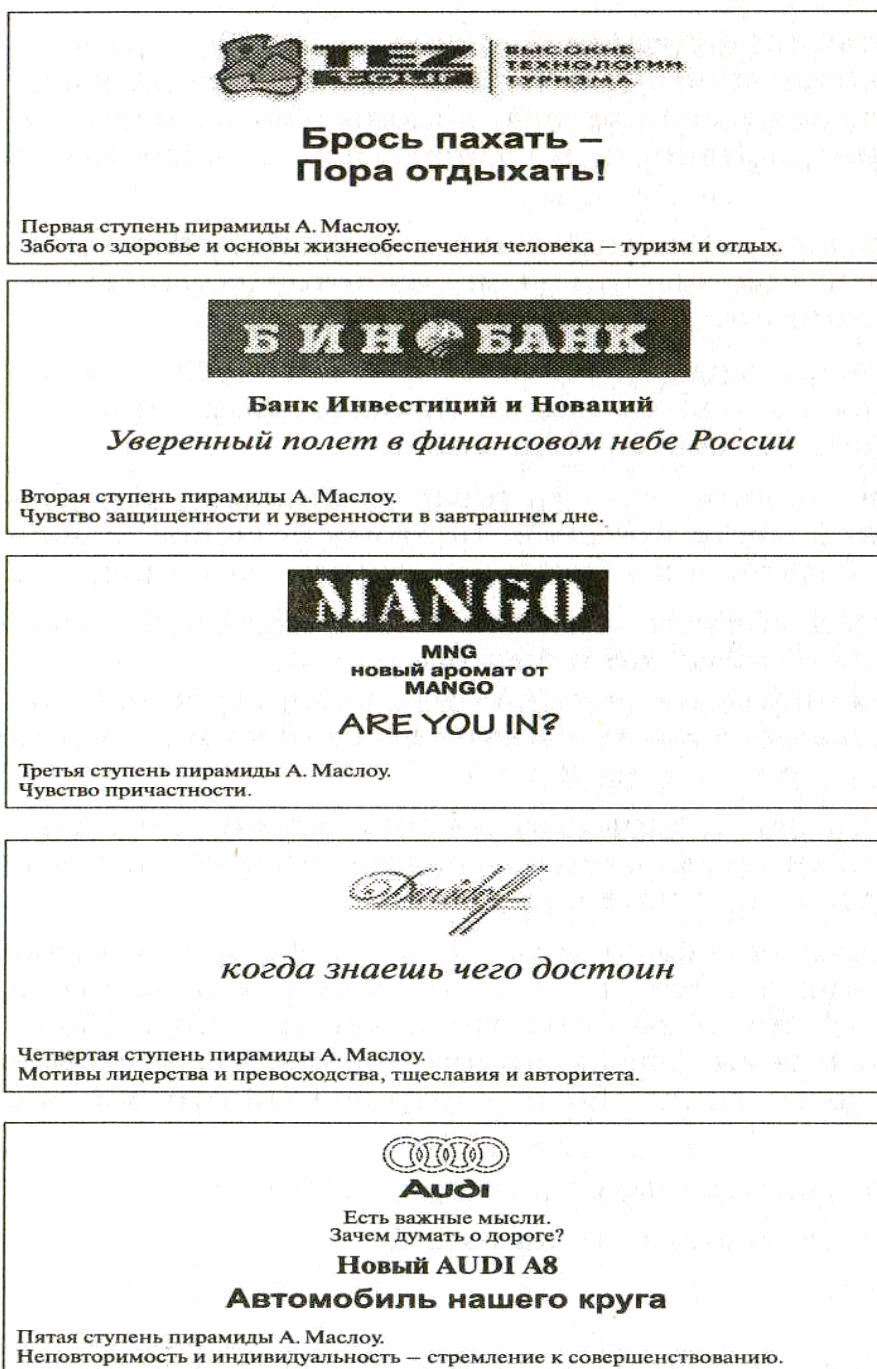 TEZ TOUR
ВЫСОКИЕ
ТЕХНОЛОГИИ
ТУРИЗМА
Брось пахать –
Пора отдыхать!
Первая ступень пирамиды А. Маслоу.
Забота о здоровье и основы жизнеобеспечения человека – туризм и отдых.
БИНБАНК
Банк Инвестиций и Новаций
Уверенный полет в финансовом небе России
Вторая ступень пирамиды А. Маслоу.
Чувство защищенности и уверенности в завтрашнем дне.
MANGO
MNG
новый аромат от
MANGO
ARE YOU IN?
Третья ступень пирамиды А. Маслоу.
Чувство причастности.
Davidoff
когда знаешь чего достоин
Четвертая ступень пирамиды А. Маслоу.
Мотивы лидерства и превосходства, тщеславия и авторитета.
Audi
Есть важные мысли.
Зачем думать о дороге?
Новый AUDI A8
Автомобиль нашего круга
Пятая ступень пирамиды А. Маслоу.
Неповторимость и индивидуальность – стремление к совершенствованию.